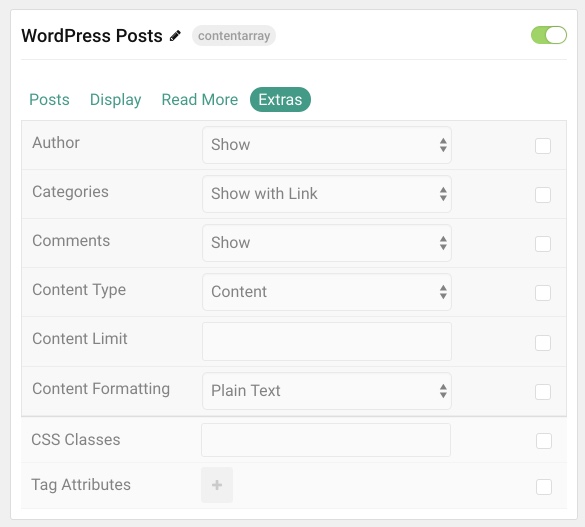 WordPress Posts contentarray
Posts Display Read More Extras
Author Show
Categories Show with Link
Comments Show
Content Type Content
Content Limit
Content Formatting Plain Text
CSS Classes
Tag Attributes +